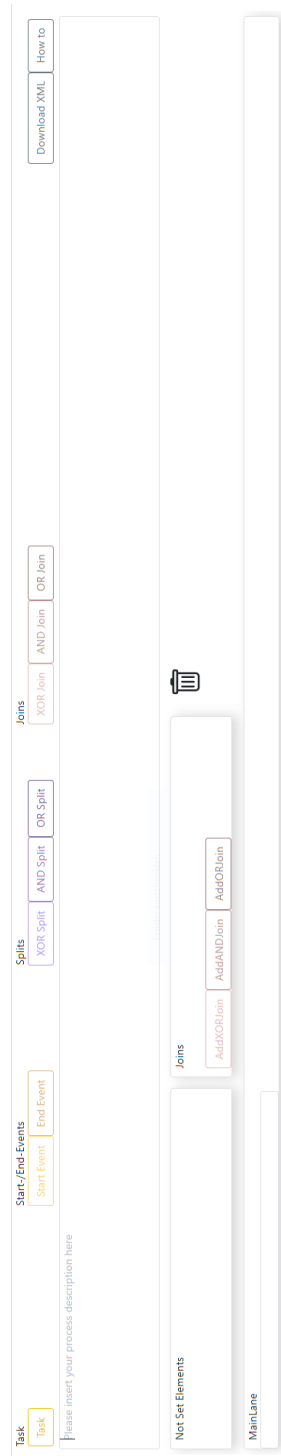 Task Start-/End-Events Splits Joins
Task Start Event End Event XOR Split AND Split OR Split XOR Join AND Join OR Join Download XML How to
Please insert your process description here
Not Set Elements Joins
AddXORJoin AddANDJoin AddORJoin
MainLane